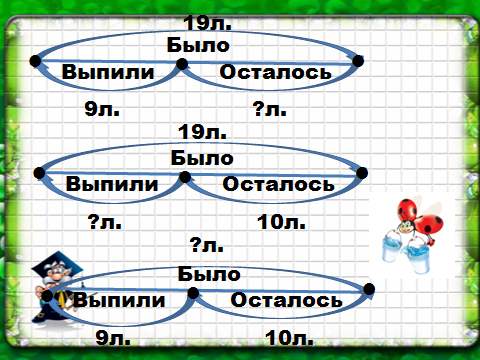 19л.
Было
Выпили Осталось
9л. ?л.
19л.
Было
Выпили Осталось
?л. 10л.
?л.
Было
Выпили Осталось
9л. 10л.